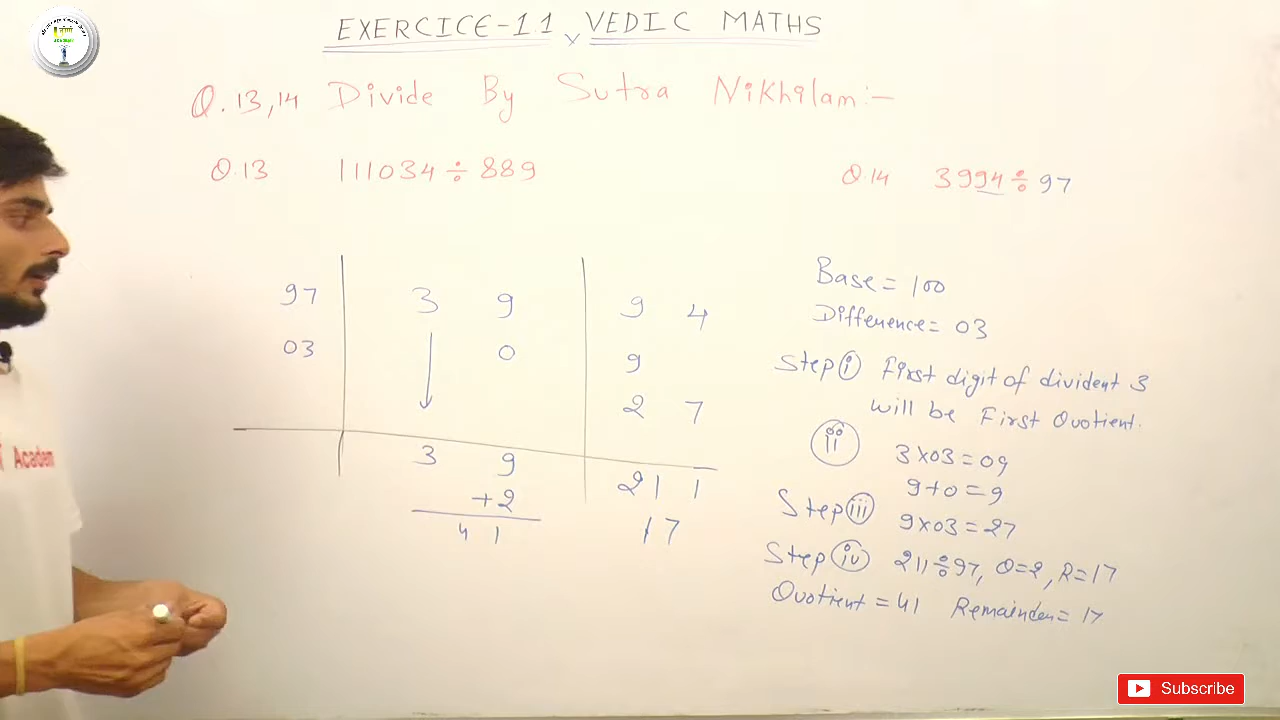 EXERCICE-1.1 VEDIC MATHS
Q.13,14 Divide By Sutra Nikhilam:-
Q.13 111034 ÷ 889
Q.14 3994 ÷ 97
97 3 9 9 4
03 0 9
2 7
3 9 21 1
+2
4 1 17
Base = 100
Difference = 03
Step (i) First digit of divident 3
will be First Quotient.
(ii) 3×03=09
9+0=9
Step (iii) 9×03=27
Step (iv) 211÷97, Q=2, R=17
Quotient = 41 Remainder = 17
Academ
Subscribe